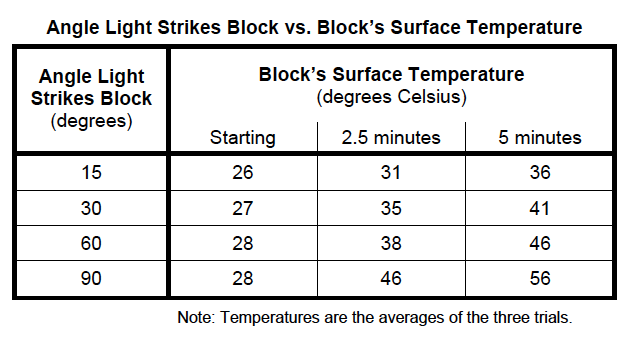 Angle Light Strikes Block vs. Block's Surface Temperature
Angle Light
Strikes Block
(degrees)
Block's Surface Temperature
(degrees Celsius)
Starting 2.5 minutes 5 minutes
15 26 31 36
30 27 35 41
60 28 38 46
90 28 46 56
Note: Temperatures are the averages of the three trials.